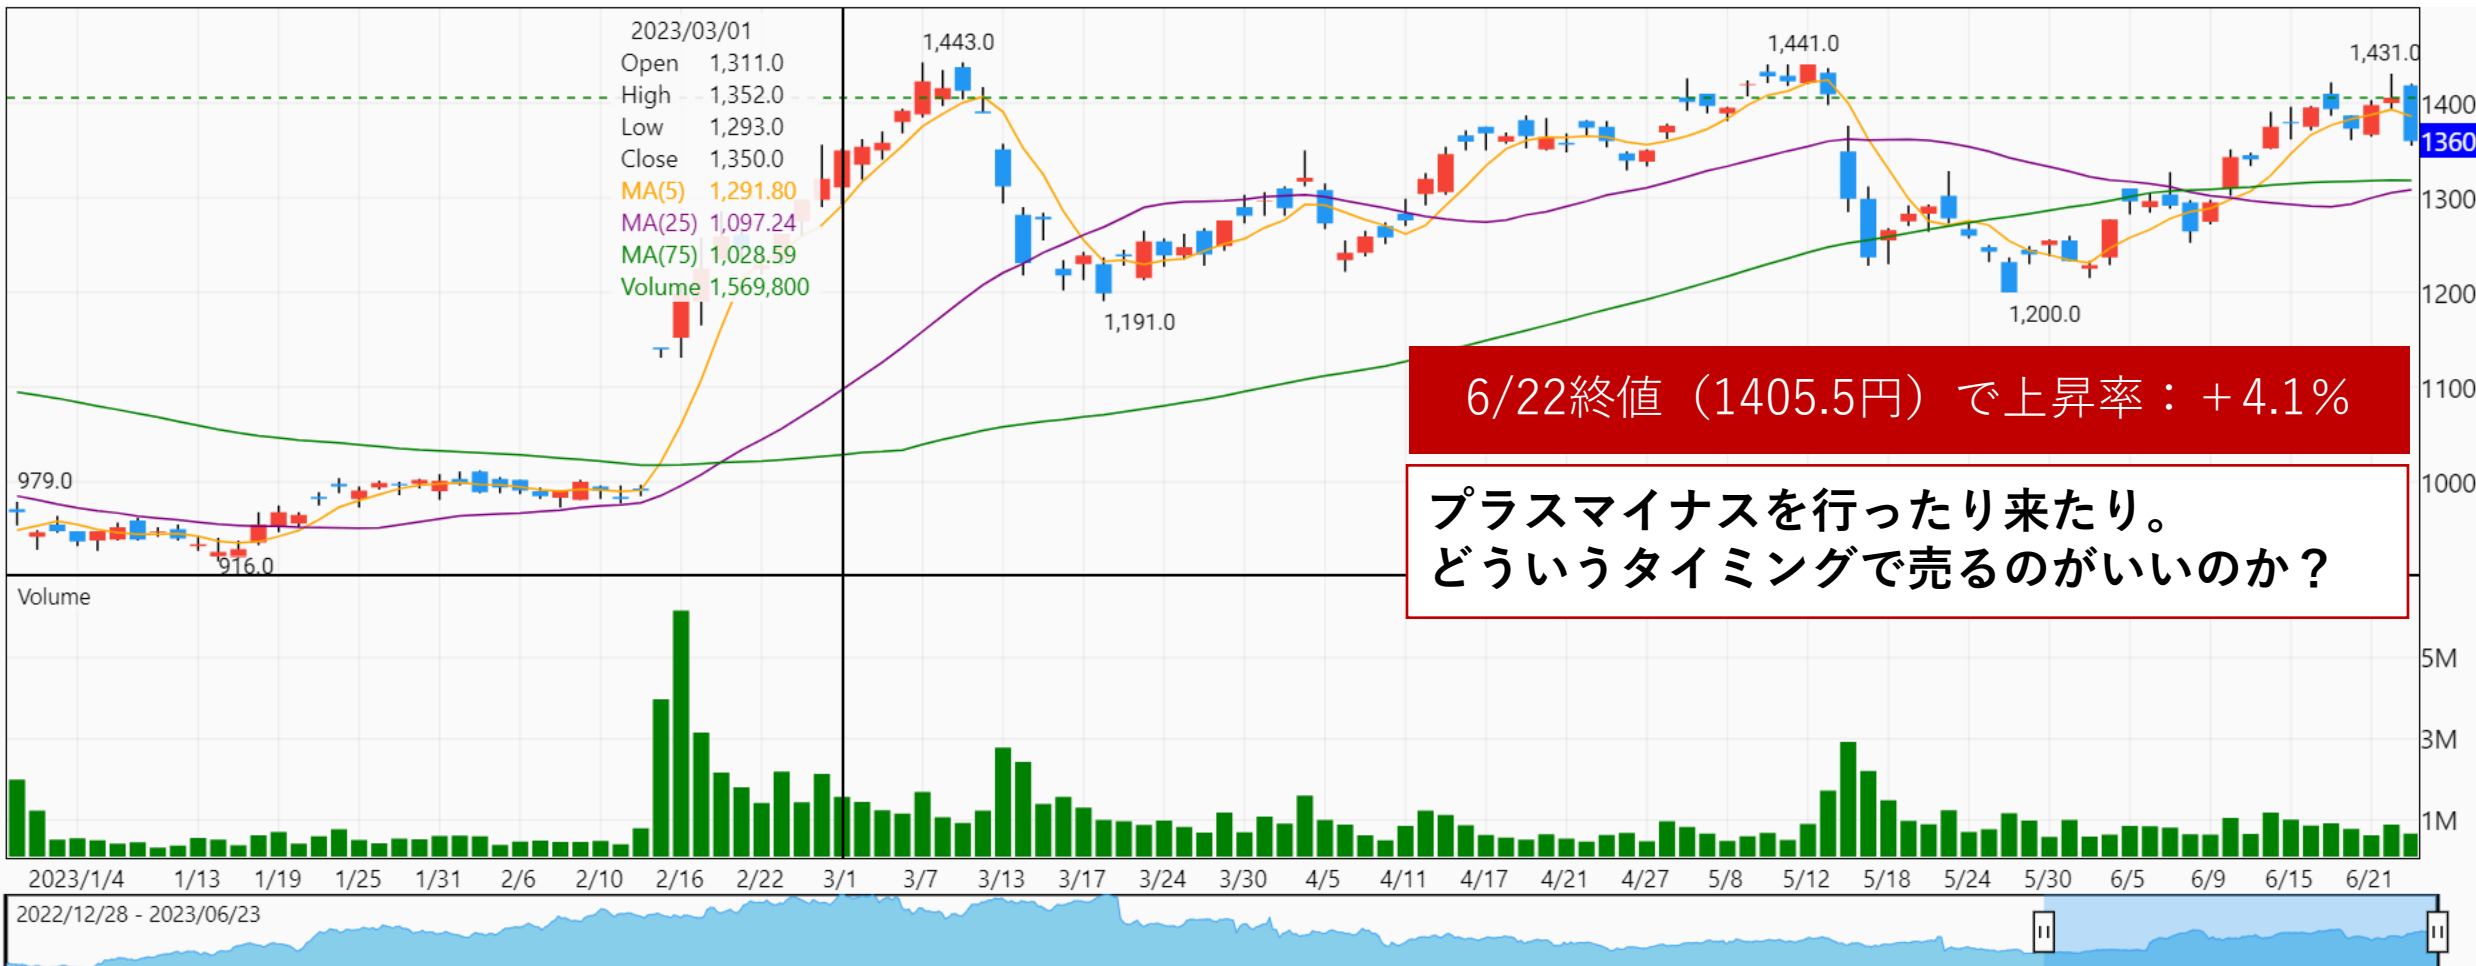 2023/03/01
Open 1,311.0
High 1,352.0
Low 1,293.0
Close 1,350.0
MA(5) 1,291.80
MA(25) 1,097.24
MA(75) 1,028.59
Volume 1,569,800
1,443.0
1,441.0
1,431.0
1400
1360
1300
1200
1,191.0
1,200.0
1100
6/22終値（1405.5円）で上昇率：＋4.1％
979.0
1000
プラスマイナスを行ったり来たり。
どういうタイミングで売るのがいいのか？
916.0
Volume
5M
3M
1M
2023/1/4 1/13 1/19 1/25 1/31 2/6 2/10 2/16 2/22 3/1 3/7 3/13 3/17 3/24 3/30 4/5 4/11 4/17 4/21 4/27 5/8 5/12 5/18 5/24 5/30 6/5 6/9 6/15 6/21
2022/12/28 - 2023/06/23